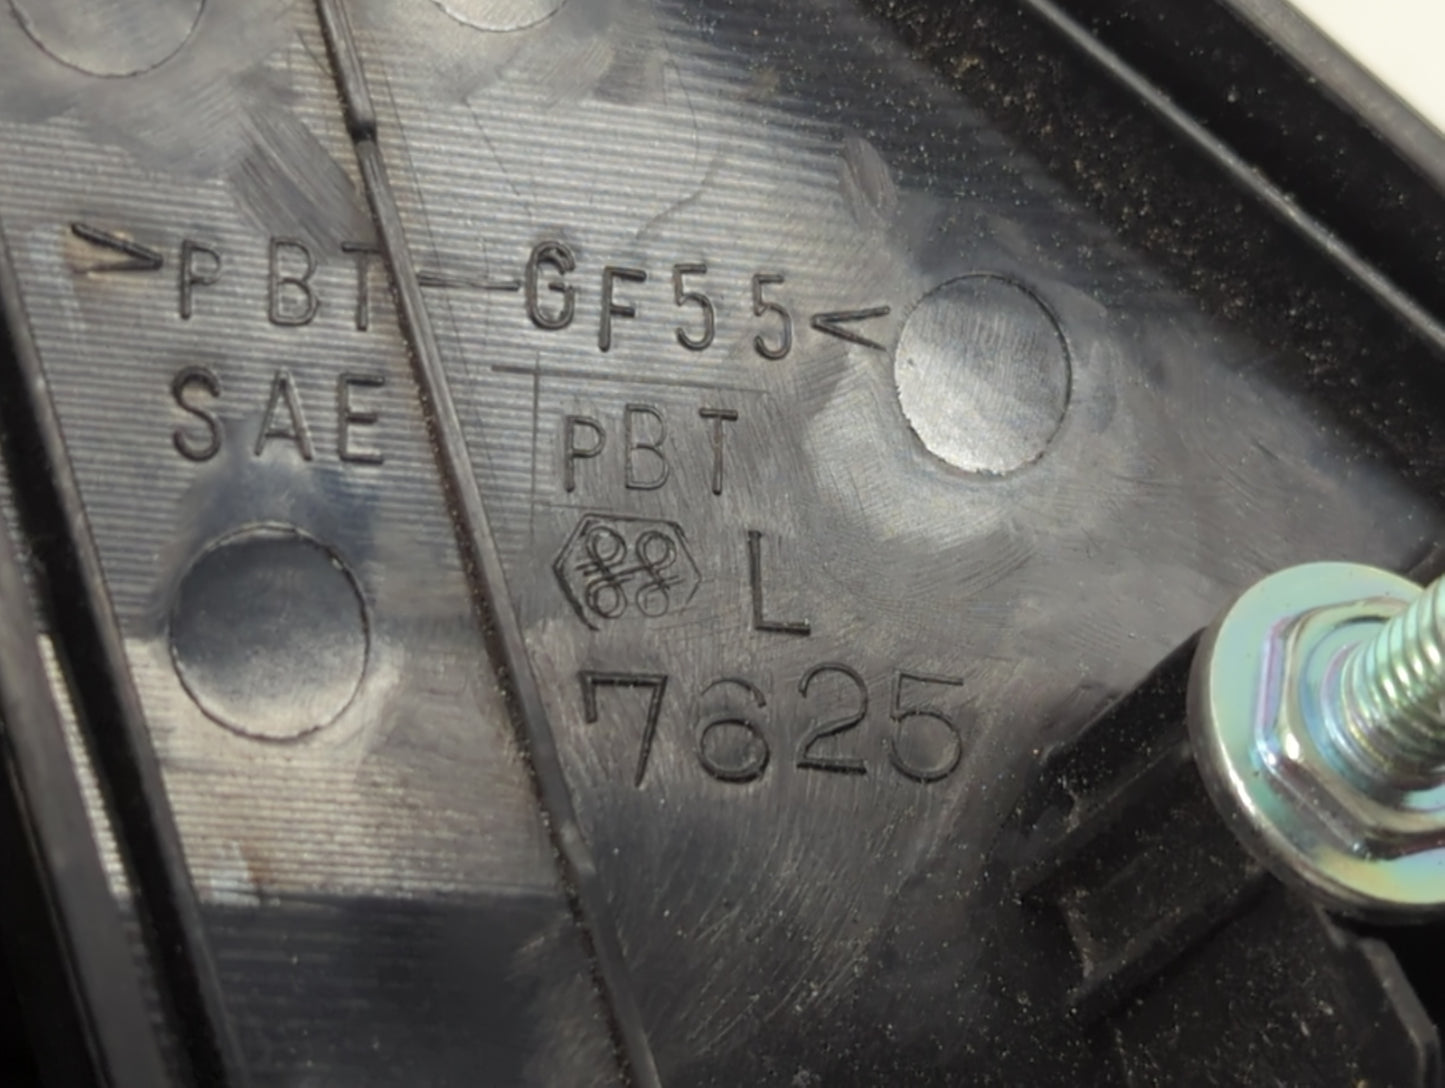 >PBT-GF55<
SAE
PBT
L
7625